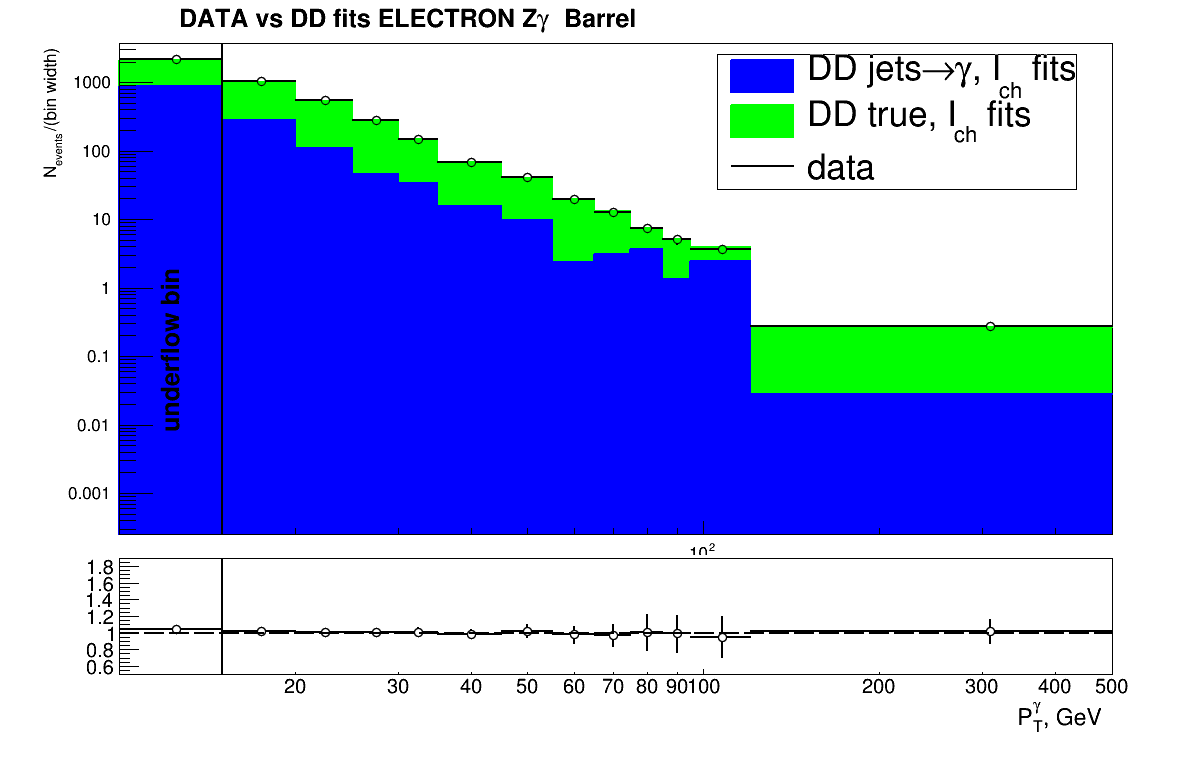 DATA vs DD fits ELECTRON Zγ Barrel
N_events /(bin width)
DD jets→γ, I_ch fits
DD true, I_ch fits
data
1000
100
10
1
0.1
0.01
0.001
underflow bin
10²
1.8
1.6
1.4
1.2
1
0.8
0.6
20 30 40 50 60 70 80 90 100 200 300 400 500
P_T^γ, GeV